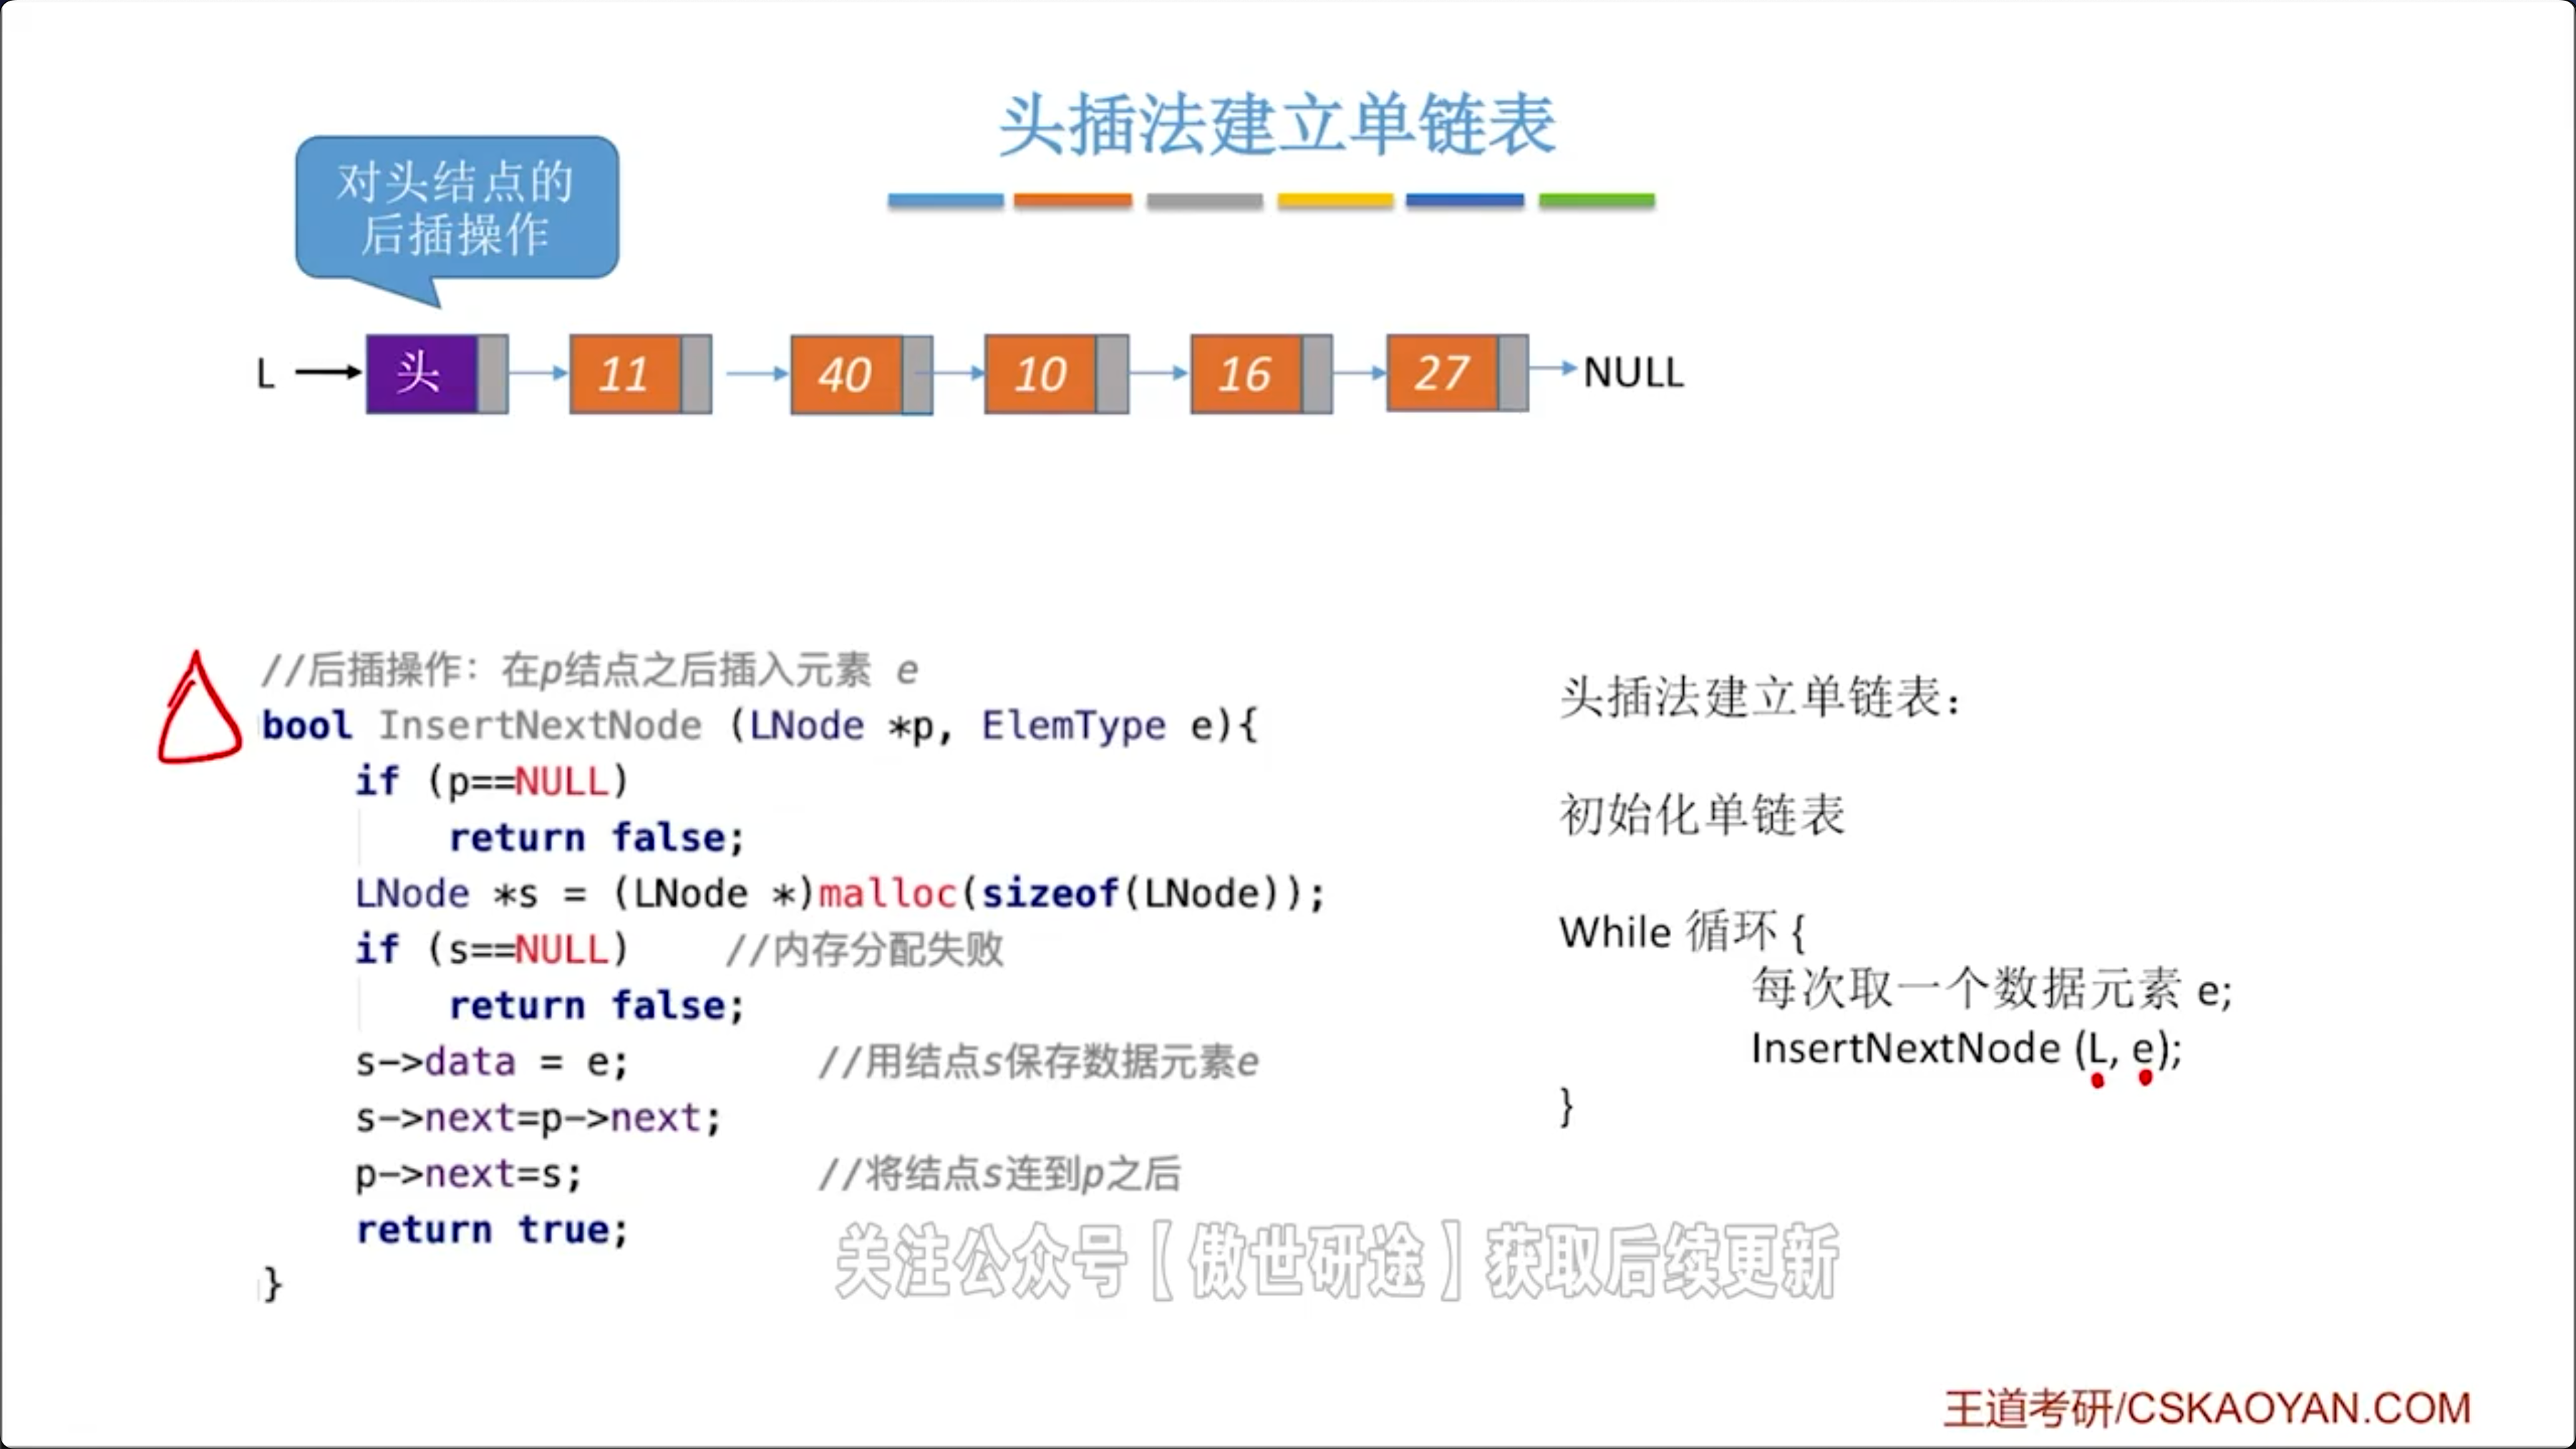 头插法建立单链表
对头结点的
后插操作
L 头 11 40 10 16 27 NULL
//后插操作：在p结点之后插入元素 e
bool InsertNextNode (LNode *p, ElemType e){
if (p==NULL)
return false;
LNode *s = (LNode *)malloc(sizeof(LNode));
if (s==NULL) //内存分配失败
return false;
s->data = e; //用结点s保存数据元素e
s->next=p->next;
p->next=s; //将结点s连到p之后
return true;
}
头插法建立单链表：
初始化单链表
While 循环 {
每次取一个数据元素 e;
InsertNextNode (L, e);
}
关注公众号【傲世研途】获取后续更新
王道考研/CSKAOYAN.COM